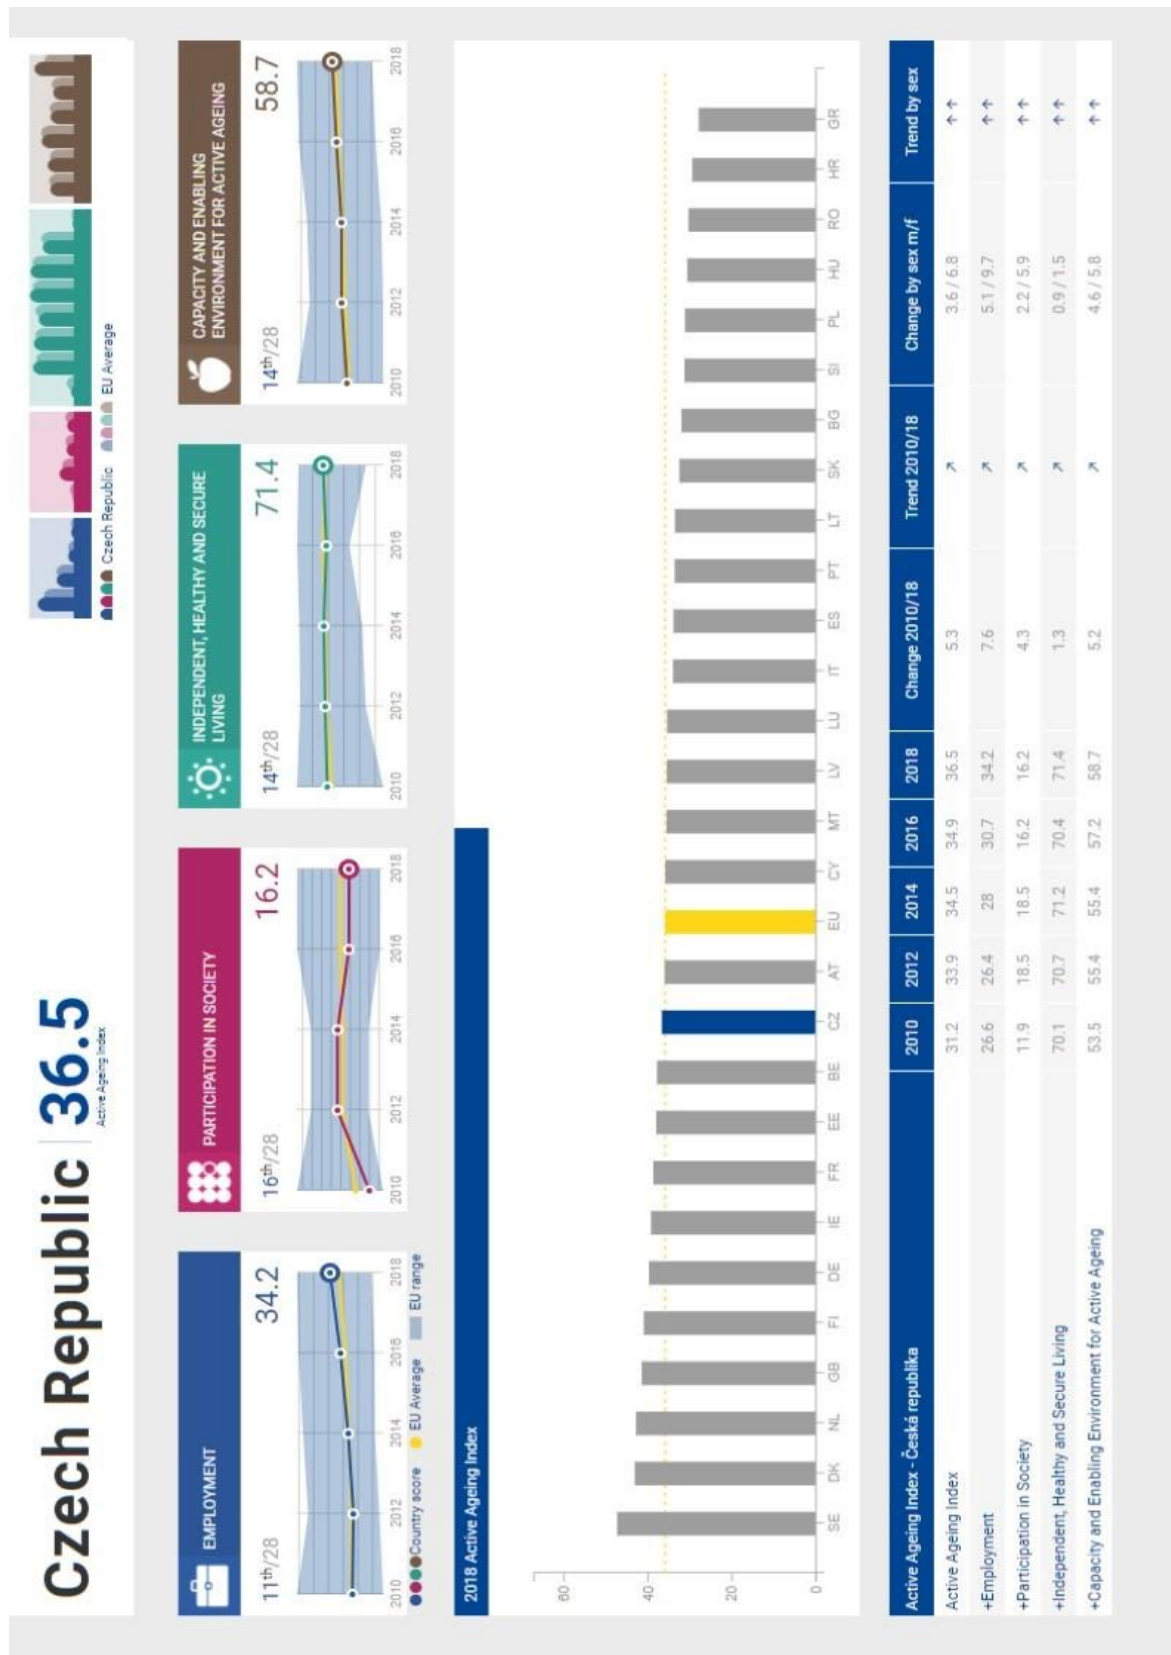 Czech Republic 36.5
Active Ageing Index
Czech Republic EU Average
EMPLOYMENT
11th/28 34.2
2010 2012 2014 2016 2018
PARTICIPATION IN SOCIETY
16th/28 16.2
2010 2012 2014 2016 2018
INDEPENDENT, HEALTHY AND SECURE
LIVING
14th/28 71.4
2010 2012 2014 2016 2018
CAPACITY AND ENABLING
ENVIRONMENT FOR ACTIVE AGEING
14th/28 58.7
2010 2012 2014 2016 2018
Country score EU Average EU range
2018 Active Ageing Index
60
40
20
0
SE DK NL GB FI DE IE FR EE BE CZ AT EU CY MT LV LU IT ES PT LT SK BG SI PL HU RO HR GR
Active Ageing Index - Česká republika 2010 2012 2014 2016 2018 Change 2010/18 Trend 2010/18 Change by sex m/f Trend by sex
Active Ageing Index 31.2 33.9 34.5 34.9 36.5 5.3 ↗ 3.6 / 6.8 ↑ ↑
+Employment 26.6 26.4 28 30.7 34.2 7.6 ↗ 5.1 / 9.7 ↑ ↑
+Participation in Society 11.9 18.5 18.5 16.2 16.2 4.3 ↗ 2.2 / 5.9 ↑ ↑
+Independent, Healthy and Secure Living 70.1 70.7 71.2 70.4 71.4 1.3 ↗ 0.9 / 1.5 ↑ ↑
+Capacity and Enabling Environment for Active Ageing 53.5 55.4 55.4 57.2 58.7 5.2 ↗ 4.6 / 5.8 ↑ ↑